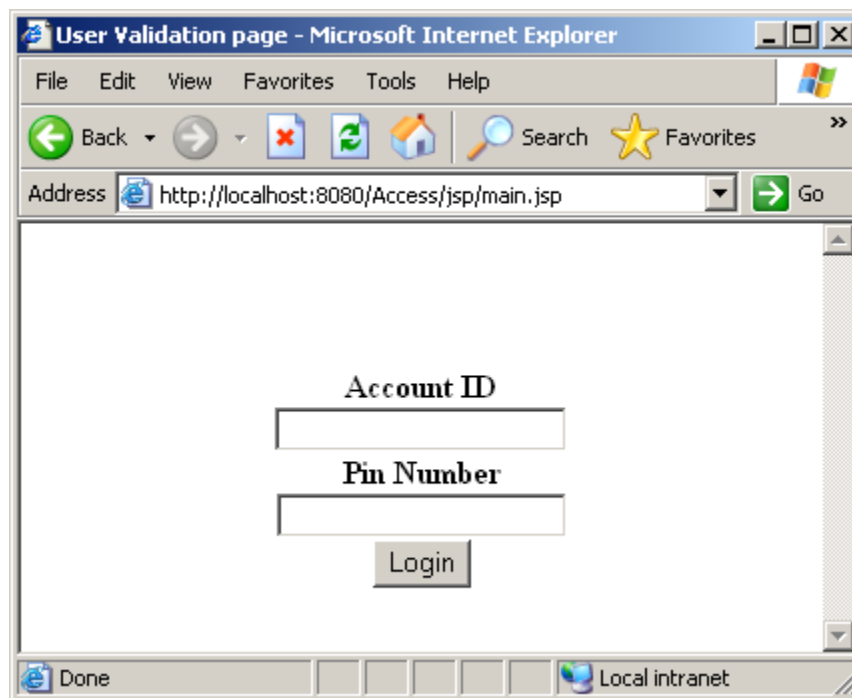 User Validation page - Microsoft Internet Explorer
File Edit View Favorites Tools Help
Back Search Favorites »
Address http://localhost:8080/Access/jsp/main.jsp Go
Account ID
Pin Number
Login
Done Local intranet